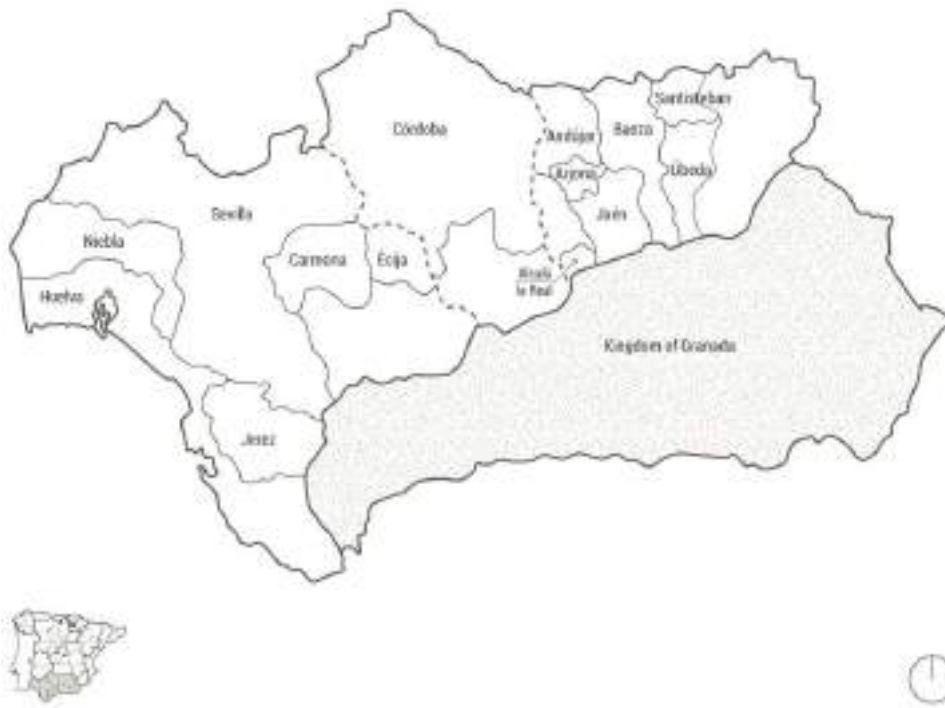 Santisteban
Córdoba
Andújar
Baeza
Arjona
Úbeda
Sevilla
Jaén
Niebla
Carmona
Écija
Alcalá
la Real
Huelva
Kingdom of Granada
Jerez